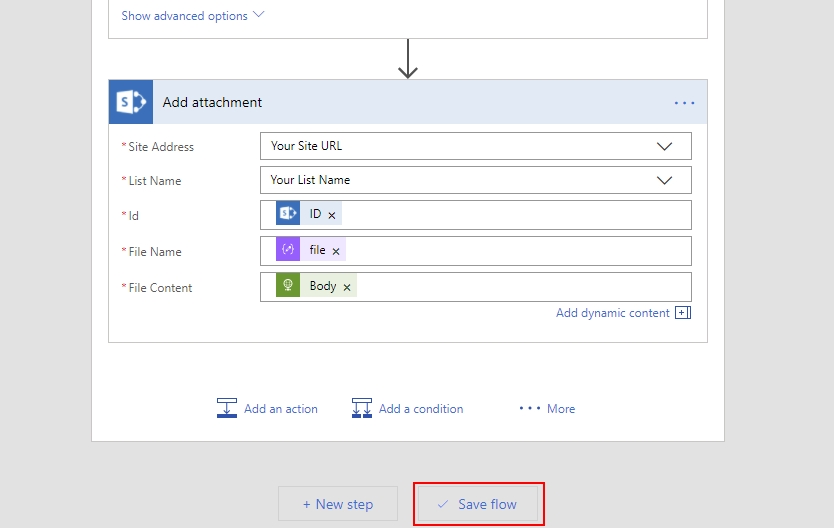 Show advanced options
Add attachment
* Site Address
Your Site URL
* List Name
Your List Name
* Id
ID
* File Name
file
* File Content
Body
Add dynamic content
Add an action
Add a condition
More
+ New step
Save flow